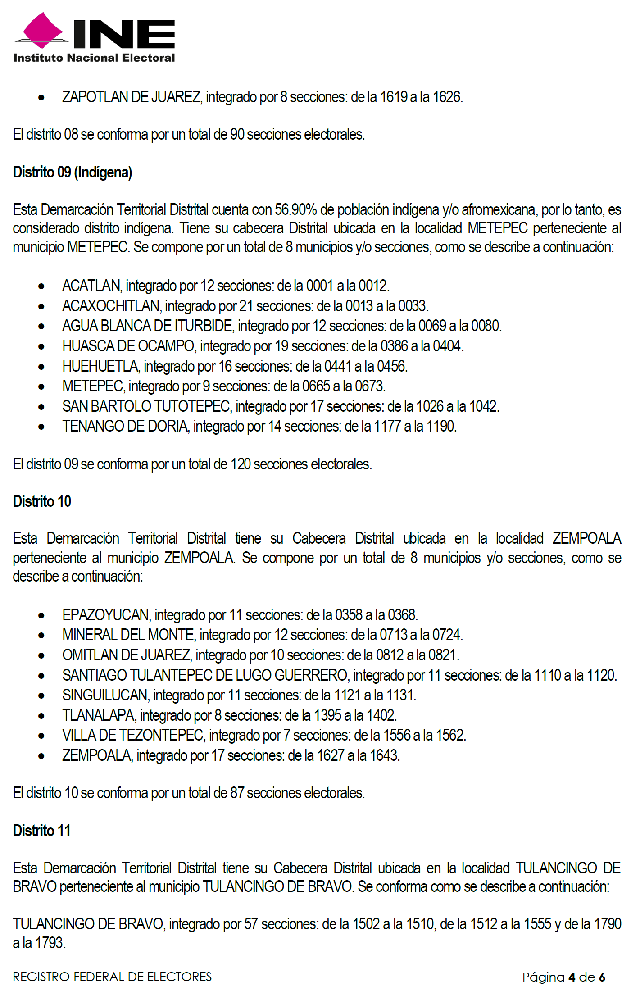 INE
Instituto Nacional Electoral
• ZAPOTLAN DE JUAREZ, integrado por 8 secciones: de la 1619 a la 1626.
El distrito 08 se conforma por un total de 90 secciones electorales.
Distrito 09 (Indígena)
Esta Demarcación Territorial Distrital cuenta con 56.90% de población indígena y/o afromexicana, por lo tanto, es
considerado distrito indígena. Tiene su cabecera Distrital ubicada en la localidad METEPEC perteneciente al
municipio METEPEC. Se compone por un total de 8 municipios y/o secciones, como se describe a continuación:
• ACATLAN, integrado por 12 secciones: de la 0001 a la 0012.
• ACAXOCHITLAN, integrado por 21 secciones: de la 0013 a la 0033.
• AGUA BLANCA DE ITURBIDE, integrado por 12 secciones: de la 0069 a la 0080.
• HUASCA DE OCAMPO, integrado por 19 secciones: de la 0386 a la 0404.
• HUEHUETLA, integrado por 16 secciones: de la 0441 a la 0456.
• METEPEC, integrado por 9 secciones: de la 0665 a la 0673.
• SAN BARTOLO TUTOTEPEC, integrado por 17 secciones: de la 1026 a la 1042.
• TENANGO DE DORIA, integrado por 14 secciones: de la 1177 a la 1190.
El distrito 09 se conforma por un total de 120 secciones electorales.
Distrito 10
Esta Demarcación Territorial Distrital tiene su Cabecera Distrital ubicada en la localidad ZEMPOALA
perteneciente al municipio ZEMPOALA. Se compone por un total de 8 municipios y/o secciones, como se
describe a continuación:
• EPAZOYUCAN, integrado por 11 secciones: de la 0358 a la 0368.
• MINERAL DEL MONTE, integrado por 12 secciones: de la 0713 a la 0724.
• OMITLAN DE JUAREZ, integrado por 10 secciones: de la 0812 a la 0821.
• SANTIAGO TULANTEPEC DE LUGO GUERRERO, integrado por 11 secciones: de la 1110 a la 1120.
• SINGUILUCAN, integrado por 11 secciones: de la 1121 a la 1131.
• TLANALAPA, integrado por 8 secciones: de la 1395 a la 1402.
• VILLA DE TEZONTEPEC, integrado por 7 secciones: de la 1556 a la 1562.
• ZEMPOALA, integrado por 17 secciones: de la 1627 a la 1643.
El distrito 10 se conforma por un total de 87 secciones electorales.
Distrito 11
Esta Demarcación Territorial Distrital tiene su Cabecera Distrital ubicada en la localidad TULANCINGO DE
BRAVO perteneciente al municipio TULANCINGO DE BRAVO. Se conforma como se describe a continuación:
TULANCINGO DE BRAVO, integrado por 57 secciones: de la 1502 a la 1510, de la 1512 a la 1555 y de la 1790
a la 1793.
REGISTRO FEDERAL DE ELECTORES
Página 4 de 6